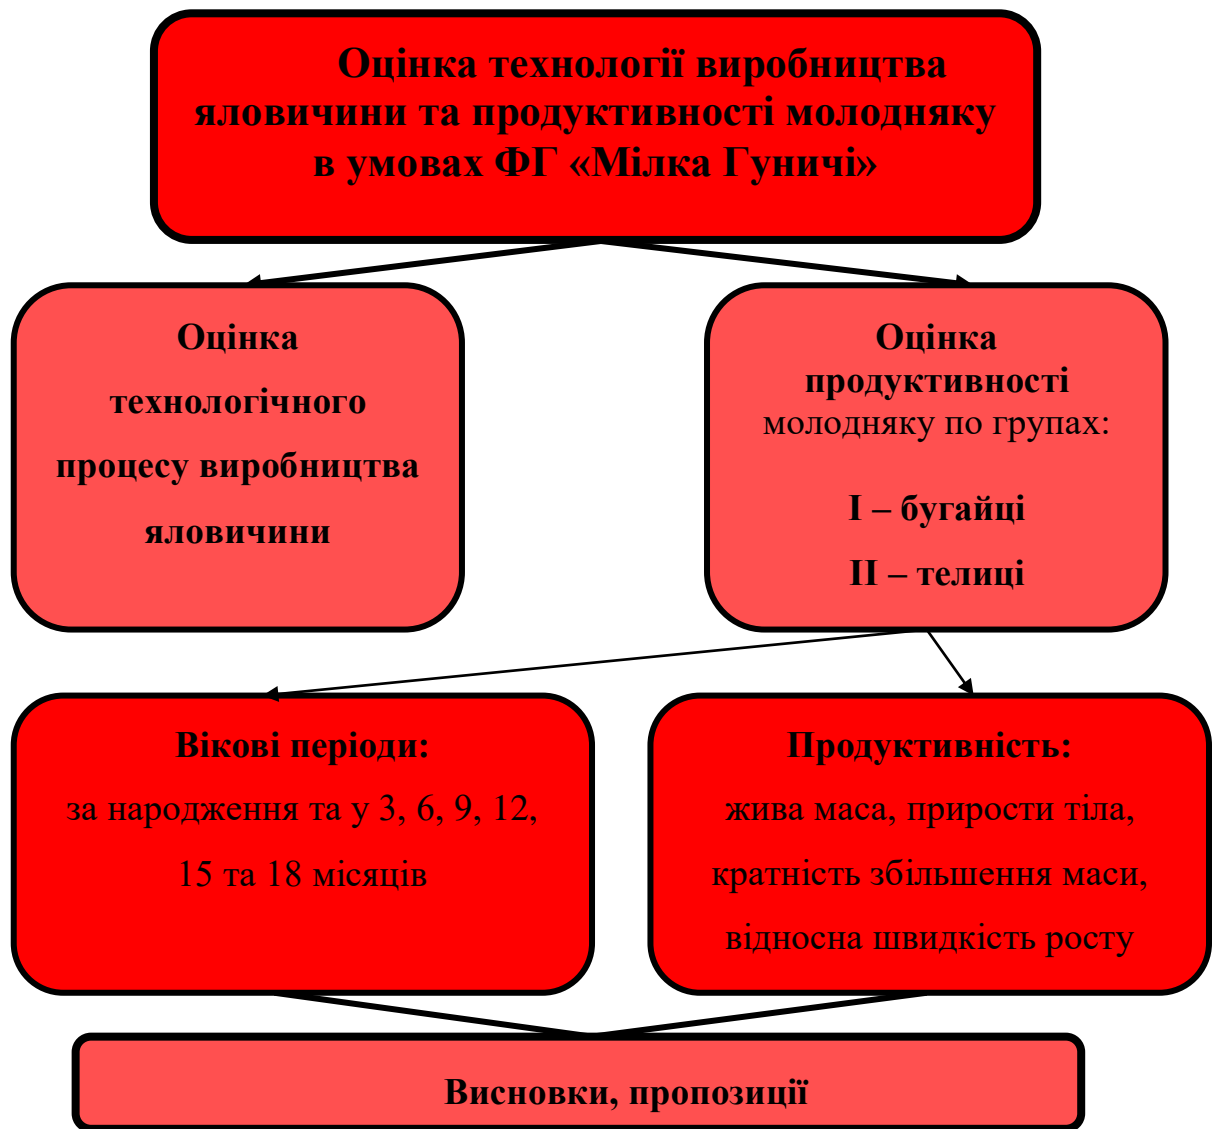 Оцінка технології виробництва
яловичини та продуктивності молодняку
в умовах ФГ «Мілка Гуничі»
Оцінка
технологічного
процесу виробництва
яловичини
Оцінка
продуктивності
молодняку по групах:
І – бугайці
ІІ – телиці
Вікові періоди:
за народження та у 3, 6, 9, 12,
15 та 18 місяців
Продуктивність:
жива маса, прирости тіла,
кратність збільшення маси,
відносна швидкість росту
Висновки, пропозиції